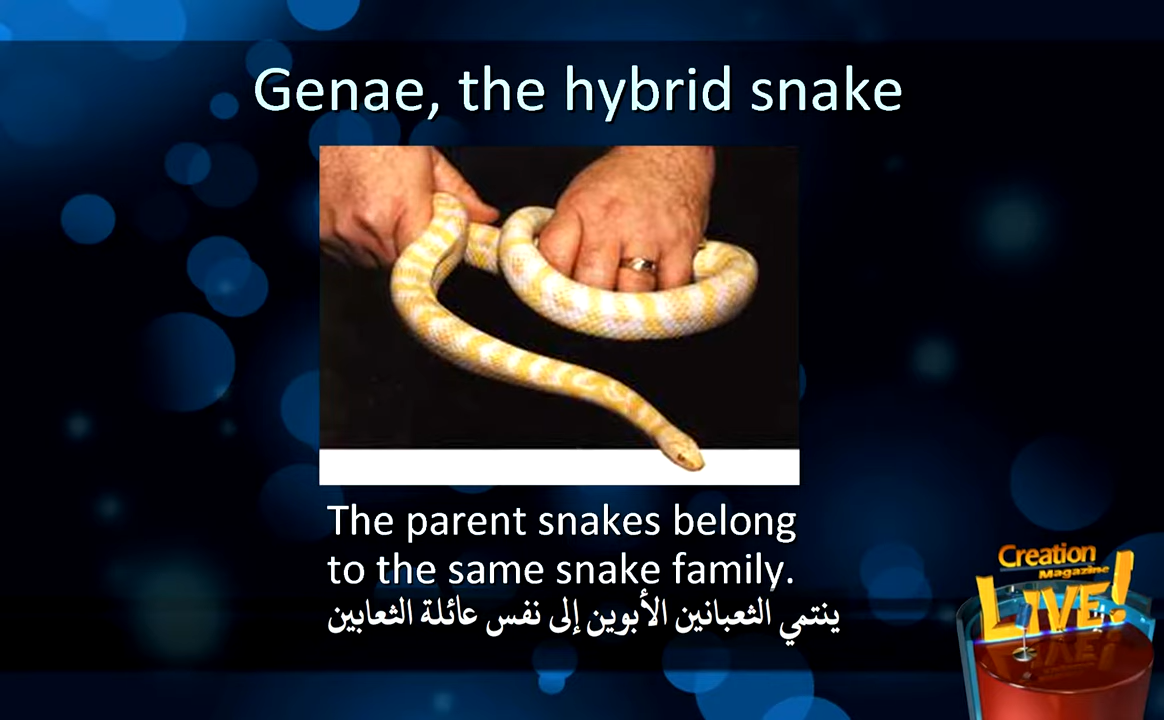 Genae, the hybrid snake
The parent snakes belong
to the same snake family.
ينتمي الثعبانين الأبوين إلى نفس عائلة الثعابين
Creation
Magazine
LIVE!